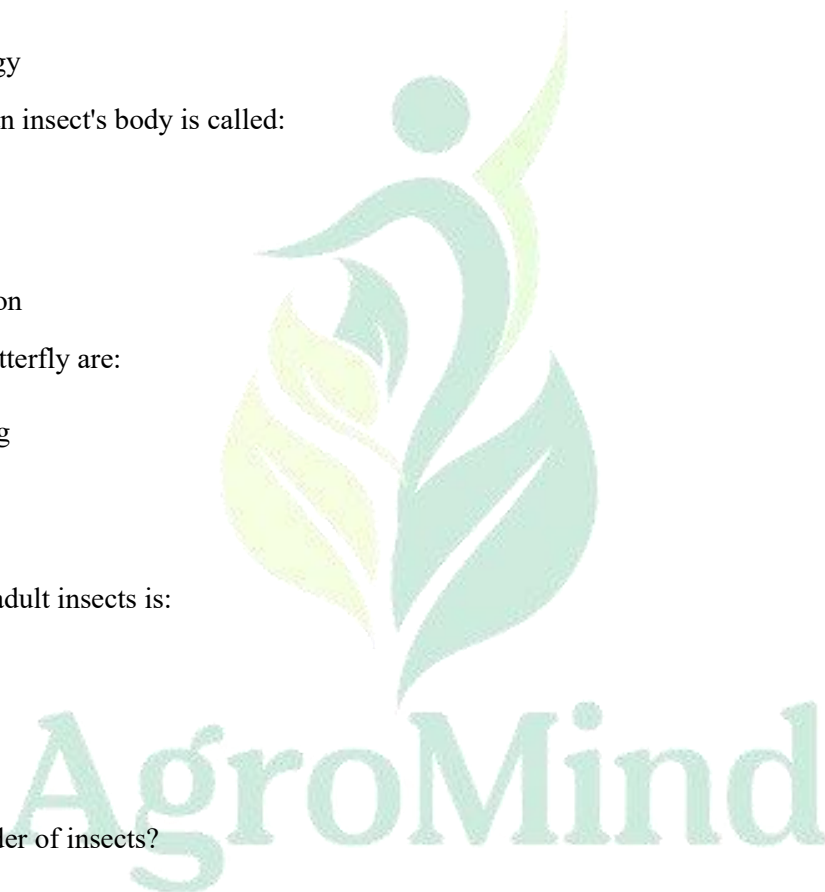 gy
n insect's body is called:
on
tterfly are:
g
adult insects is:
AgroMind
der of insects?